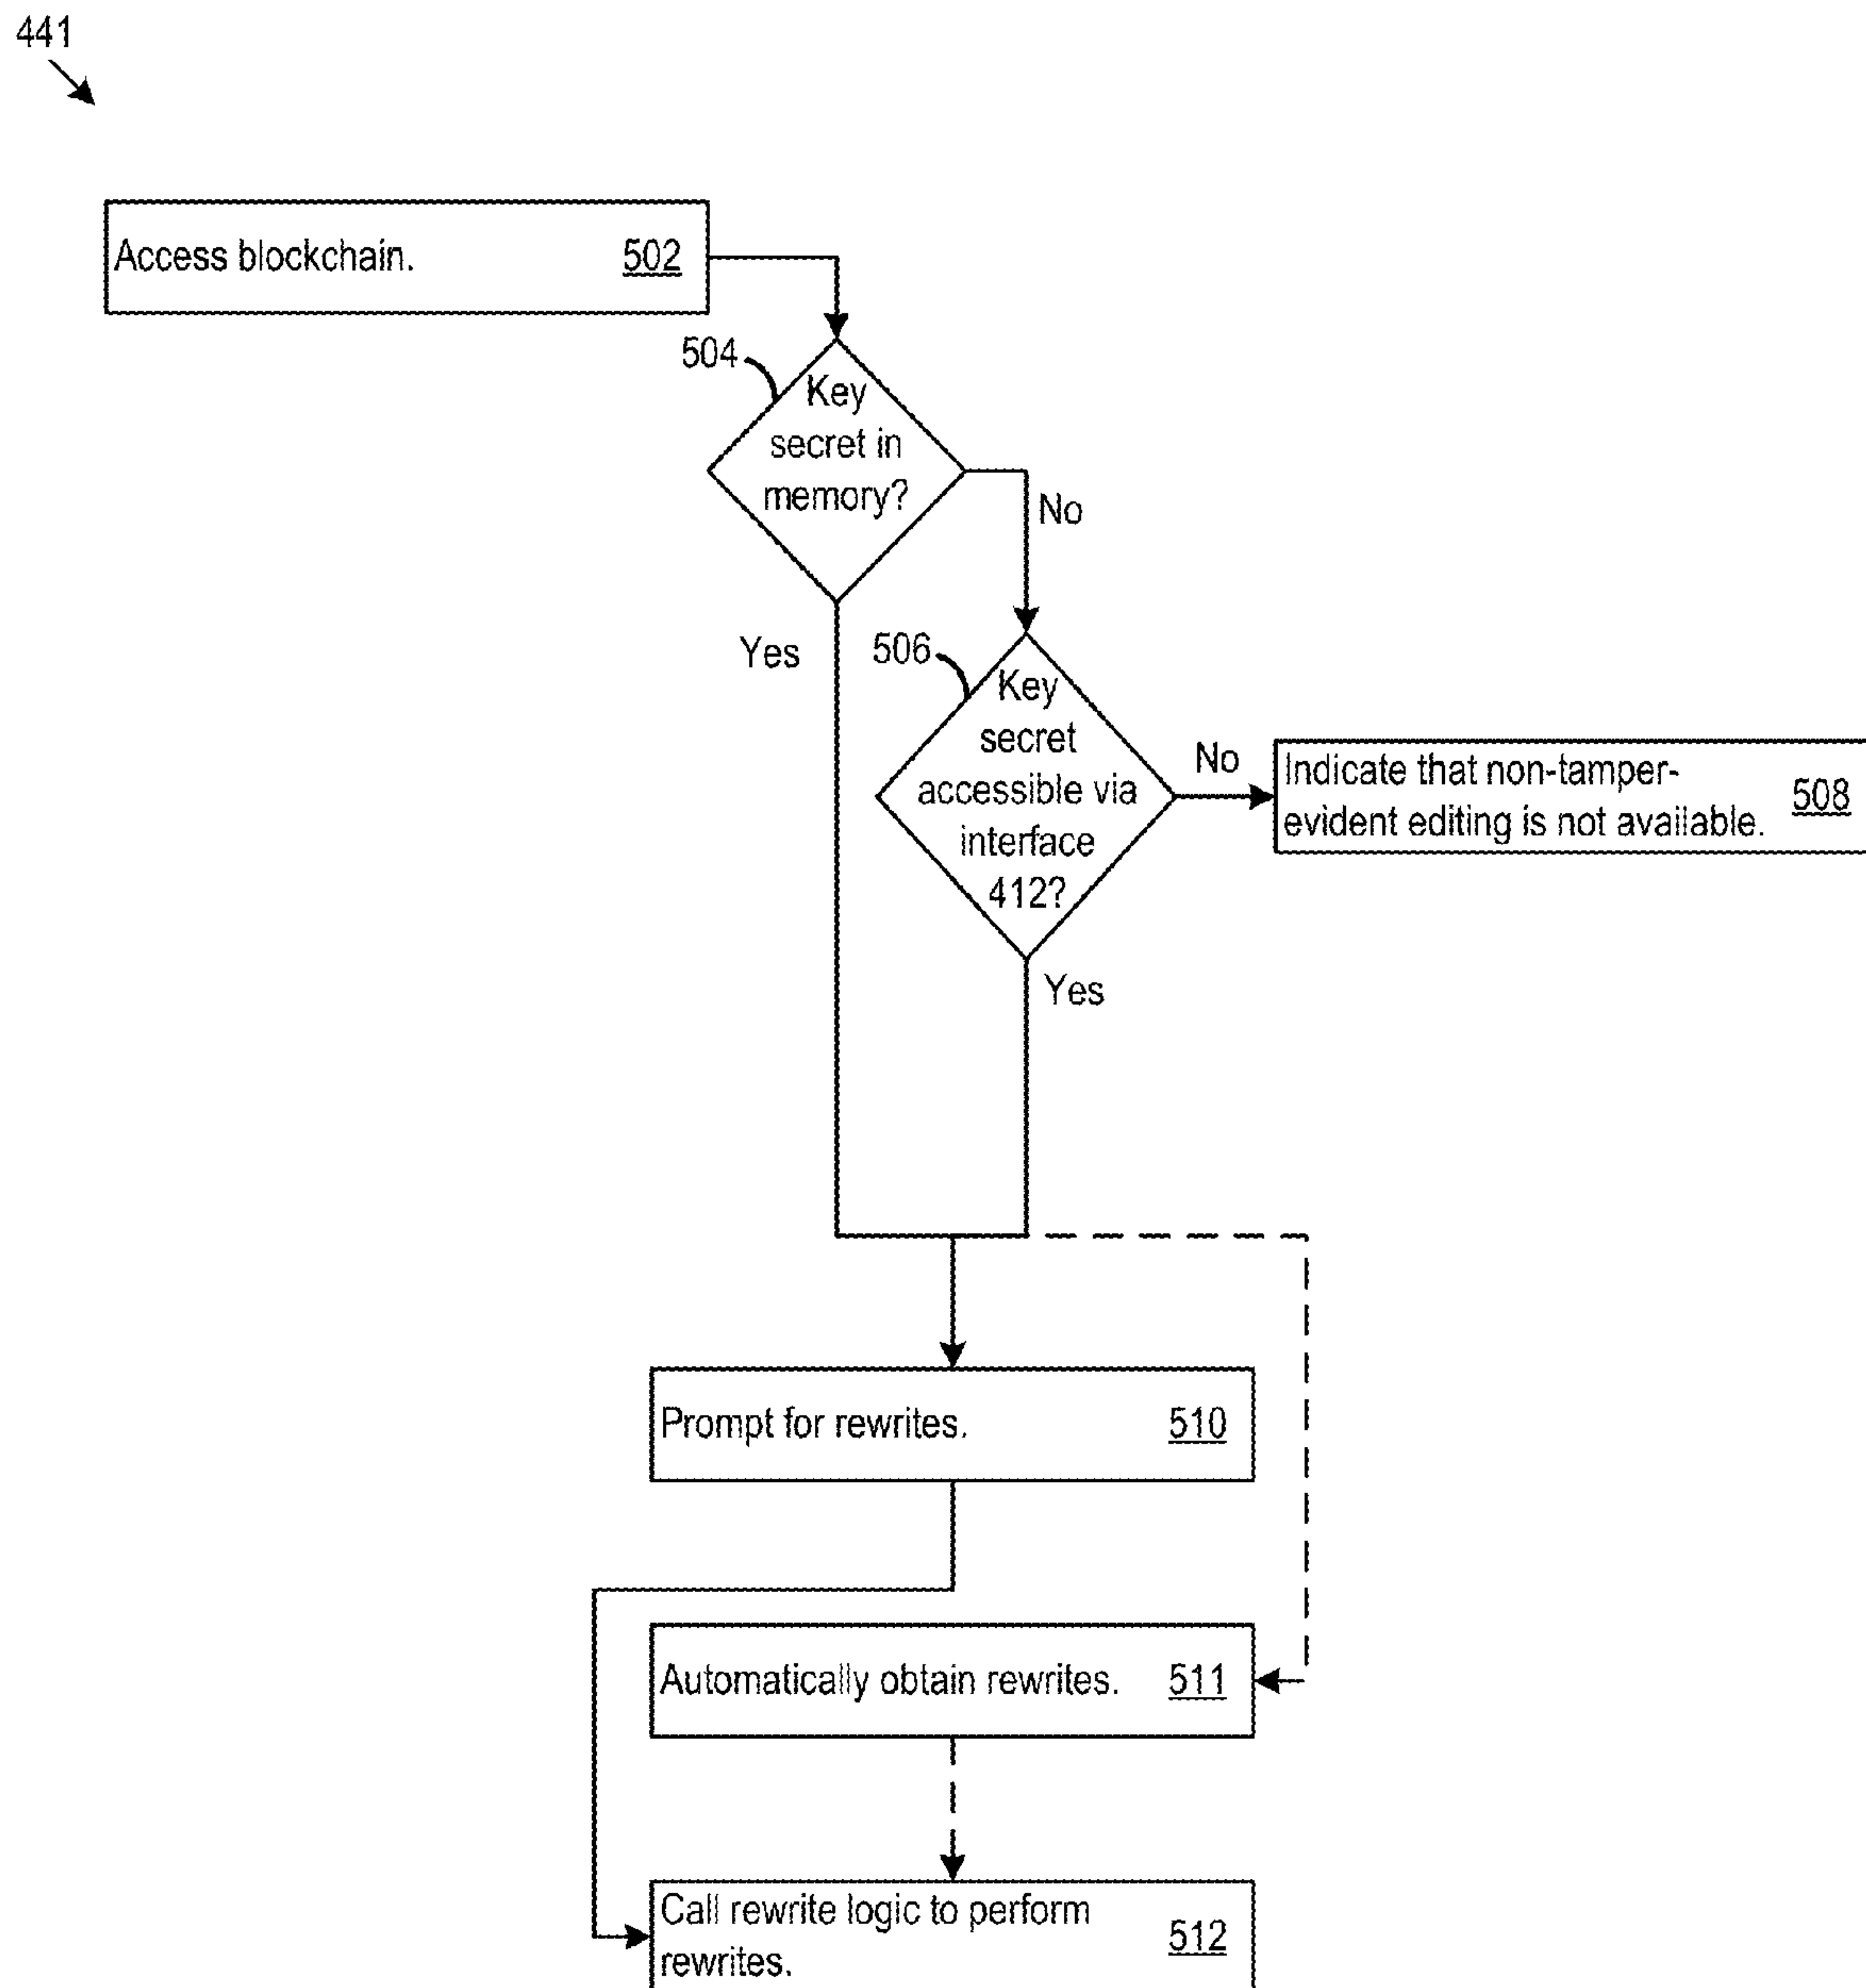 441
Access blockchain. 502
504
Key
secret in
memory?
No
Yes
506
Key
secret
accessible via
interface
412?
No
Indicate that non-tamper-
evident editing is not available. 508
Yes
Prompt for rewrites. 510
Automatically obtain rewrites. 511
Call rewrite logic to perform
rewrites. 512